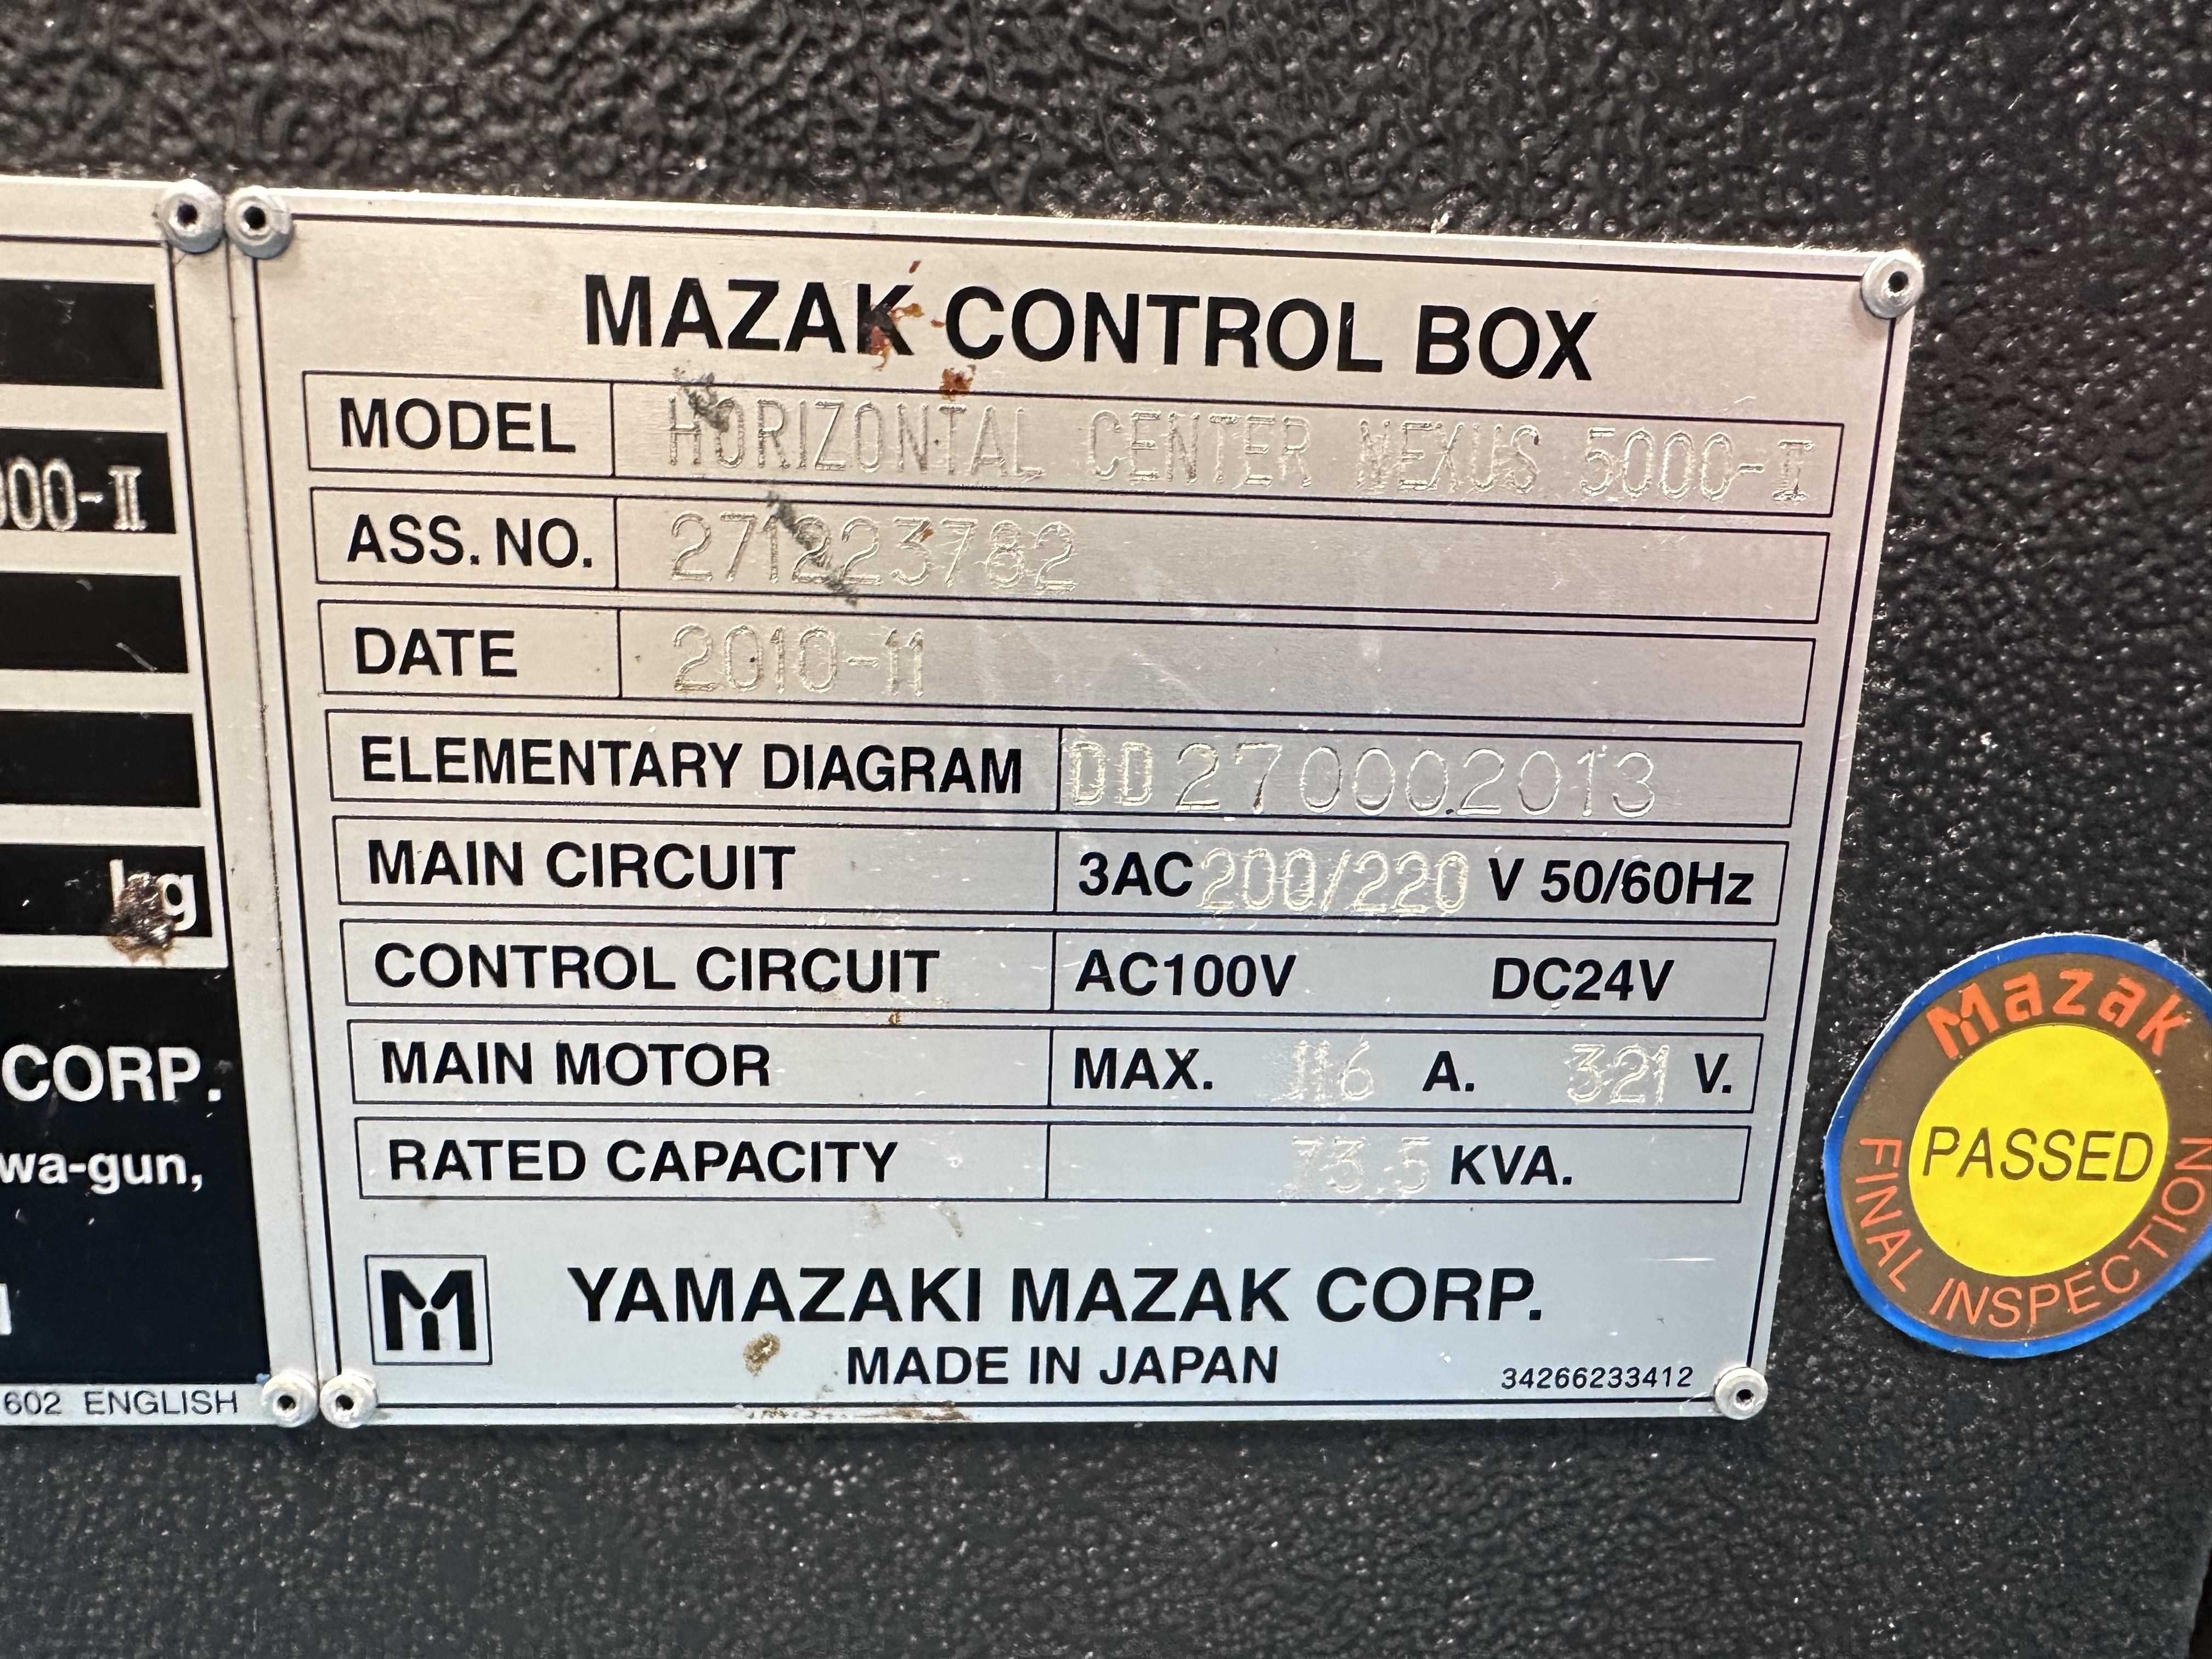 MAZAK CONTROL BOX
MODEL HORIZONTAL CENTER NEXUS 5000-II
ASS. NO. 271223782
DATE 2010-11
ELEMENTARY DIAGRAM DD270002013
MAIN CIRCUIT 3AC 200/220 V 50/60Hz
CONTROL CIRCUIT AC100V DC24V
MAIN MOTOR MAX. 116 A. 321 V.
RATED CAPACITY 73.5 KVA.
YAMAZAKI MAZAK CORP.
MADE IN JAPAN
34266233412
000-II
kg
CORP.
wa-gun,
602 ENGLISH
Mazak
PASSED
FINAL INSPECTION